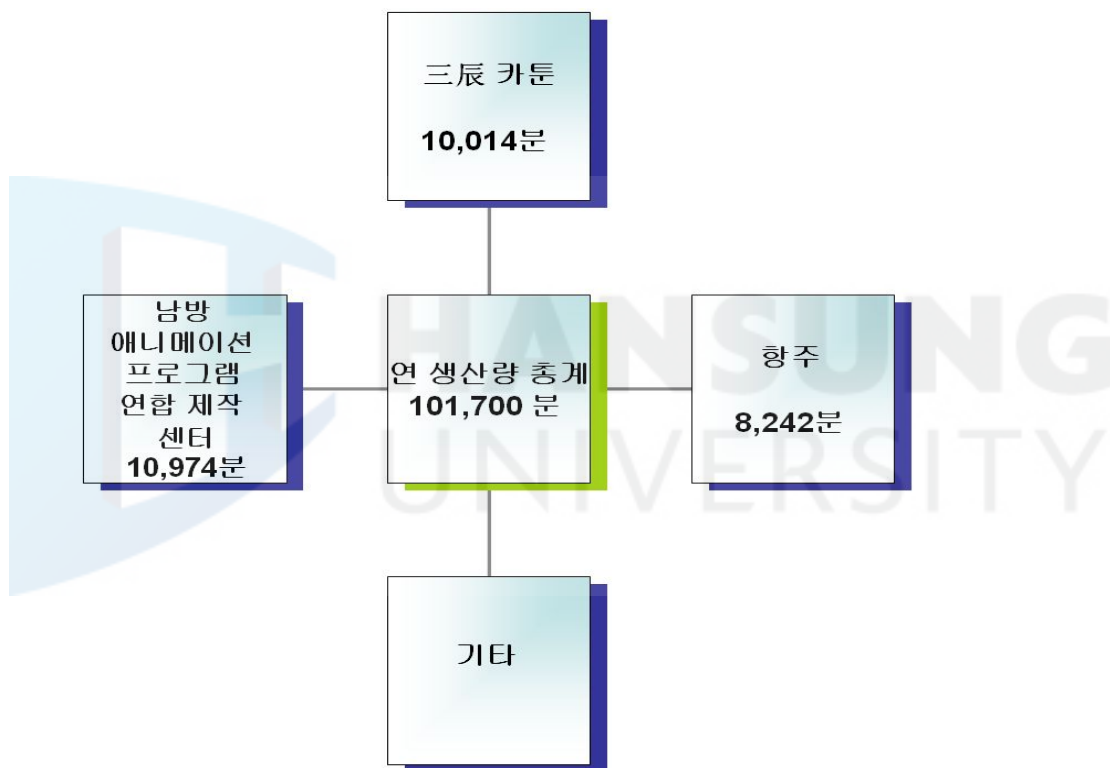 三辰 카툰
10,014분
남방
애니메이션
프로그램
연합 제작
센터
10,974분
연 생산량 총계
101,700 분
항주
8,242분
기타
HANSUNG
UNIVERSITY